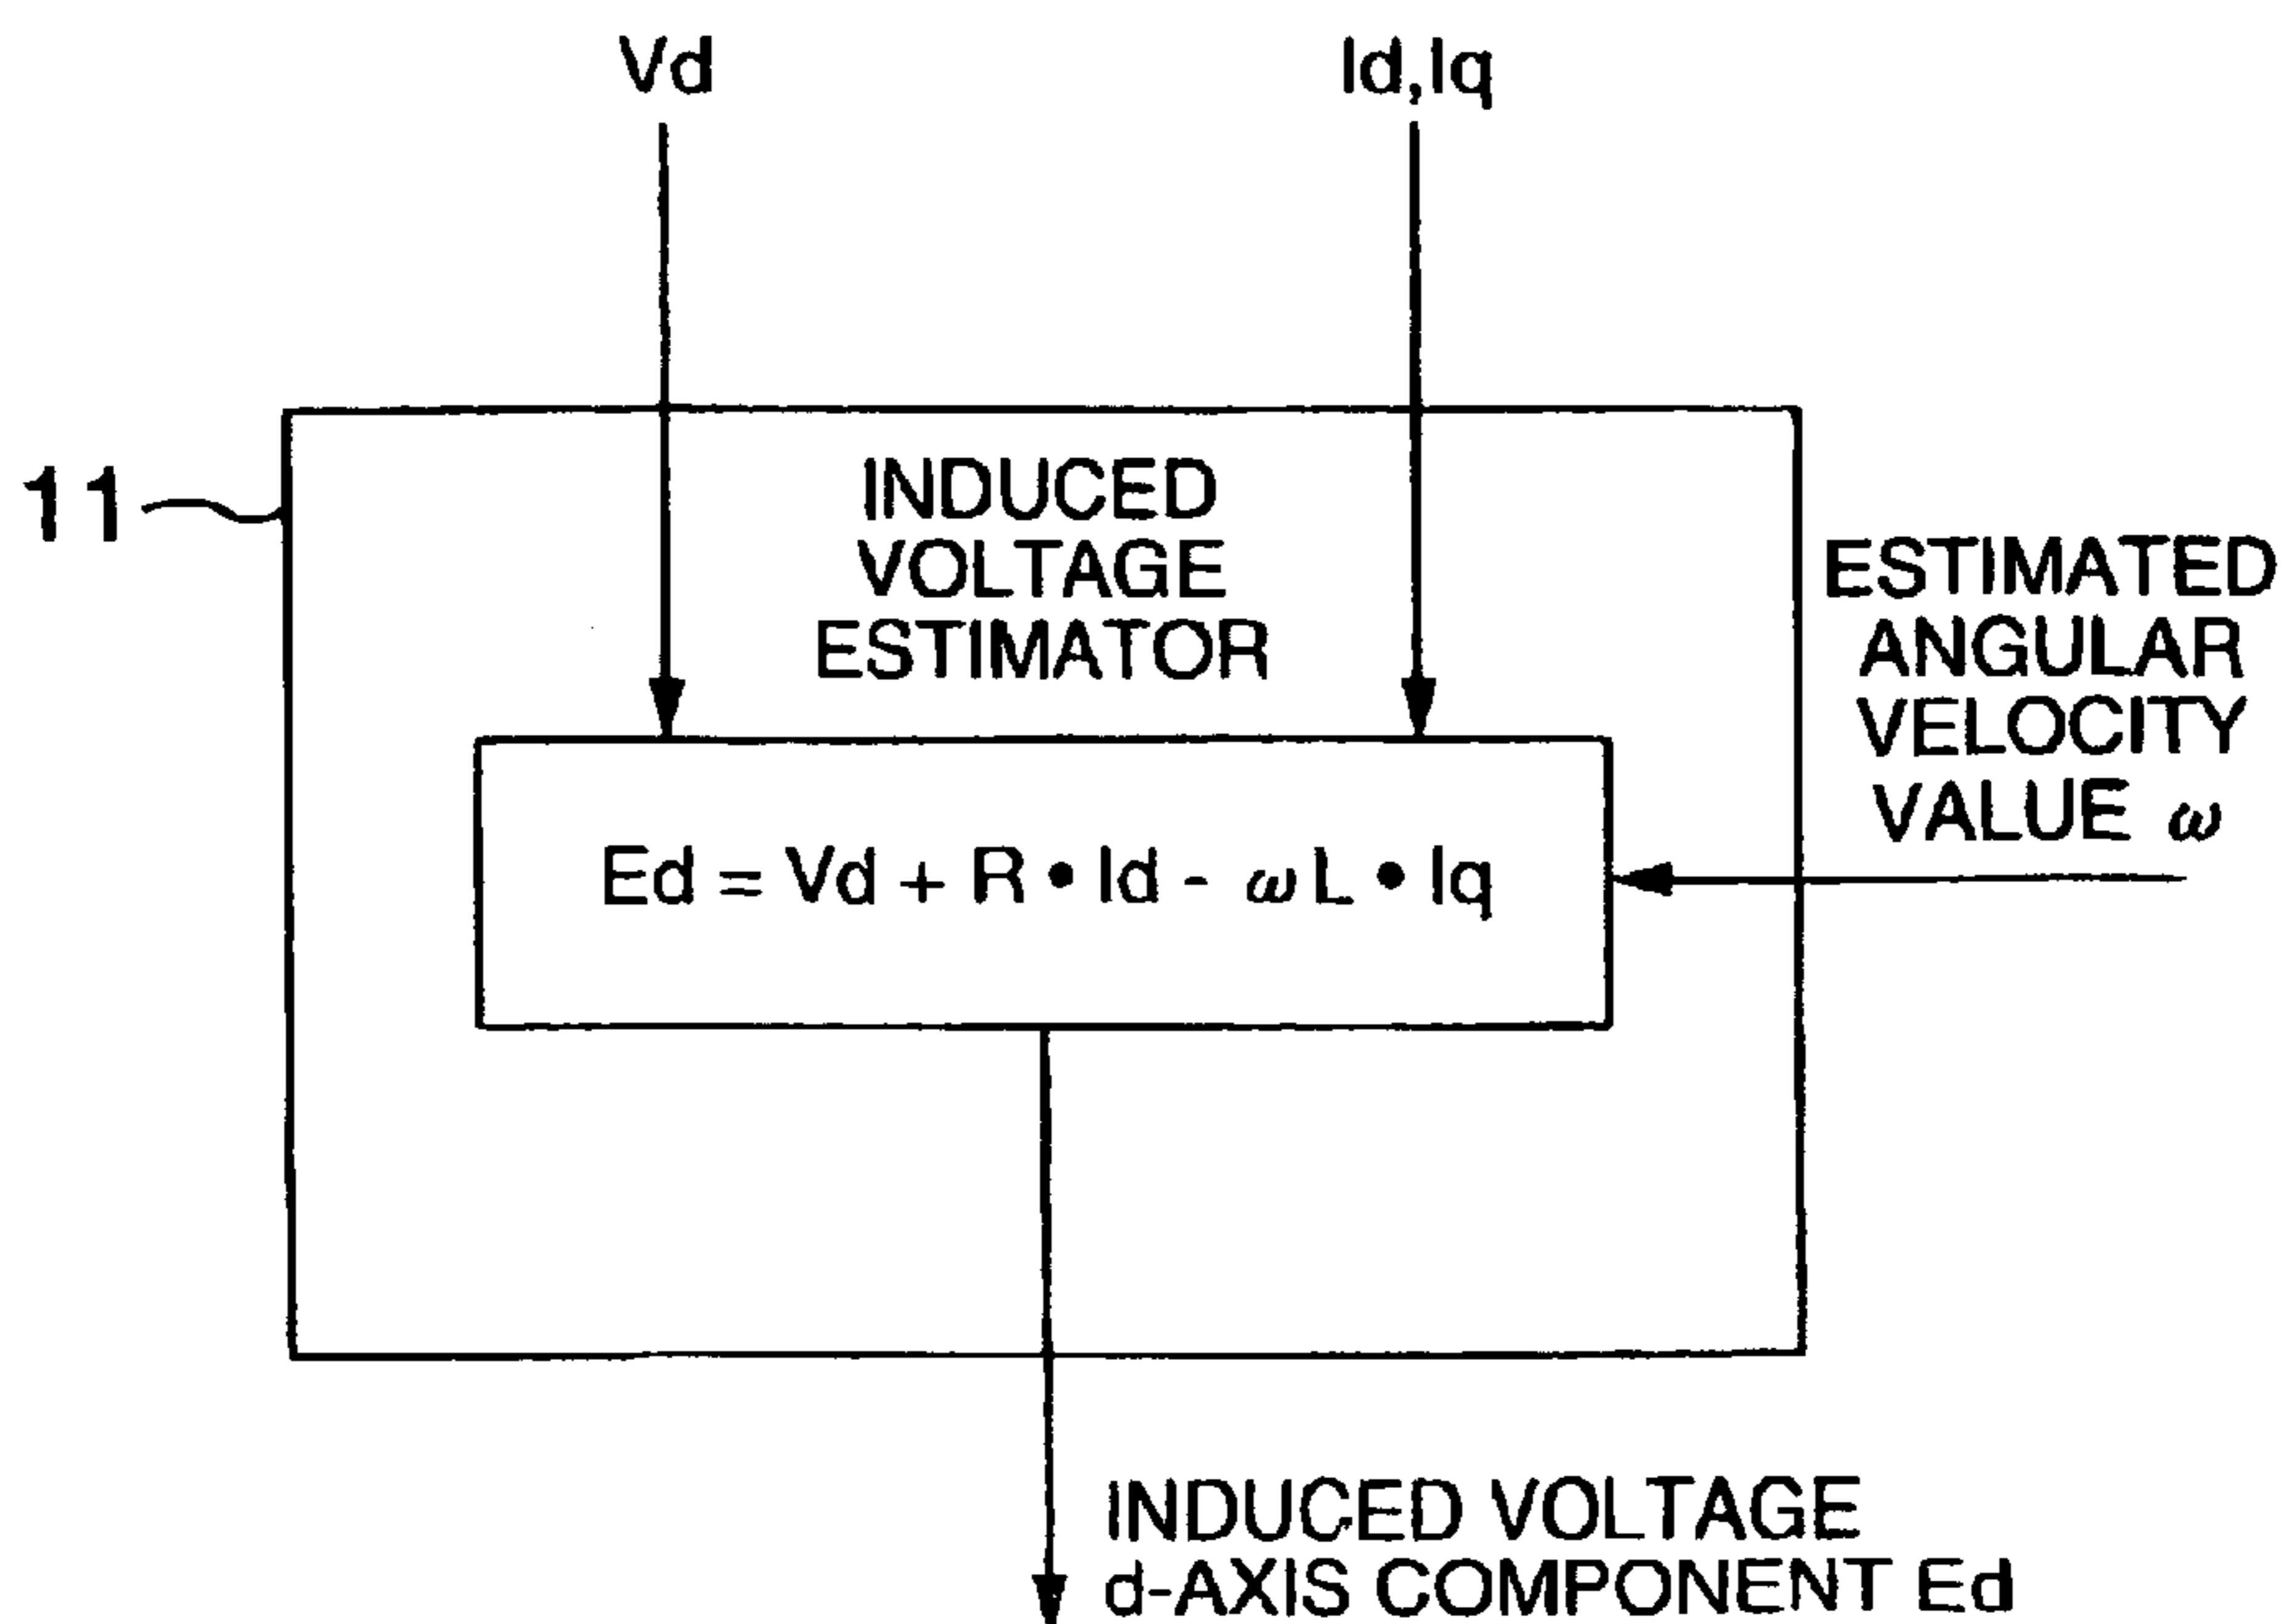 Vd
Id,Iq
11
INDUCED
VOLTAGE
ESTIMATOR
ESTIMATED
ANGULAR
VELOCITY
VALUE ω
Ed = Vd + R • Id - ωL • Iq
INDUCED VOLTAGE
d-AXIS COMPONENT Ed